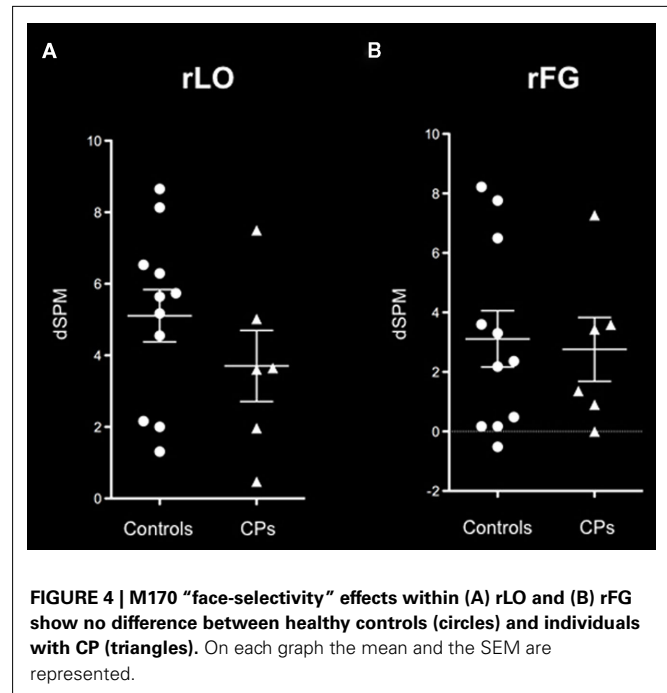 A
B
rLO
rFG
10
8
6
4
2
0
dSPM
Controls
CPs
10
8
6
4
2
0
-2
dSPM
Controls
CPs
FIGURE 4 | M170 “face-selectivity” effects within (A) rLO and (B) rFG
show no difference between healthy controls (circles) and individuals
with CP (triangles). On each graph the mean and the SEM are
represented.